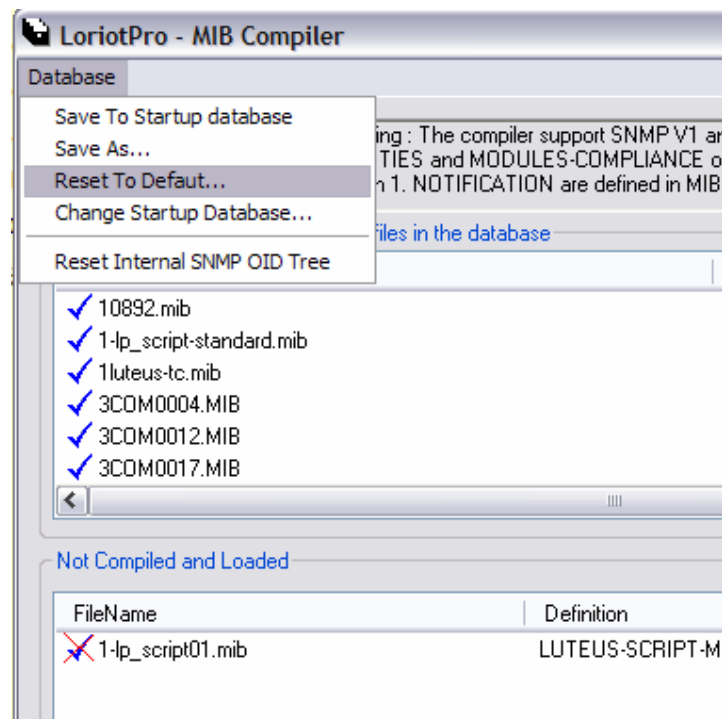 LoriotPro - MIB Compiler
Database
Save To Startup database
Save As...
Reset To Defaut...
Change Startup Database...
Reset Internal SNMP OID Tree
ing : The compiler support SNMP V1 ar
TIES and MODULES-COMPLIANCE o
n 1. NOTIFICATION are defined in MIB
files in the database
10892.mib
1-lp_script-standard.mib
1luteus-tc.mib
3COM0004.MIB
3COM0012.MIB
3COM0017.MIB
Not Compiled and Loaded
FileName Definition
1-lp_script01.mib LUTEUS-SCRIPT-M